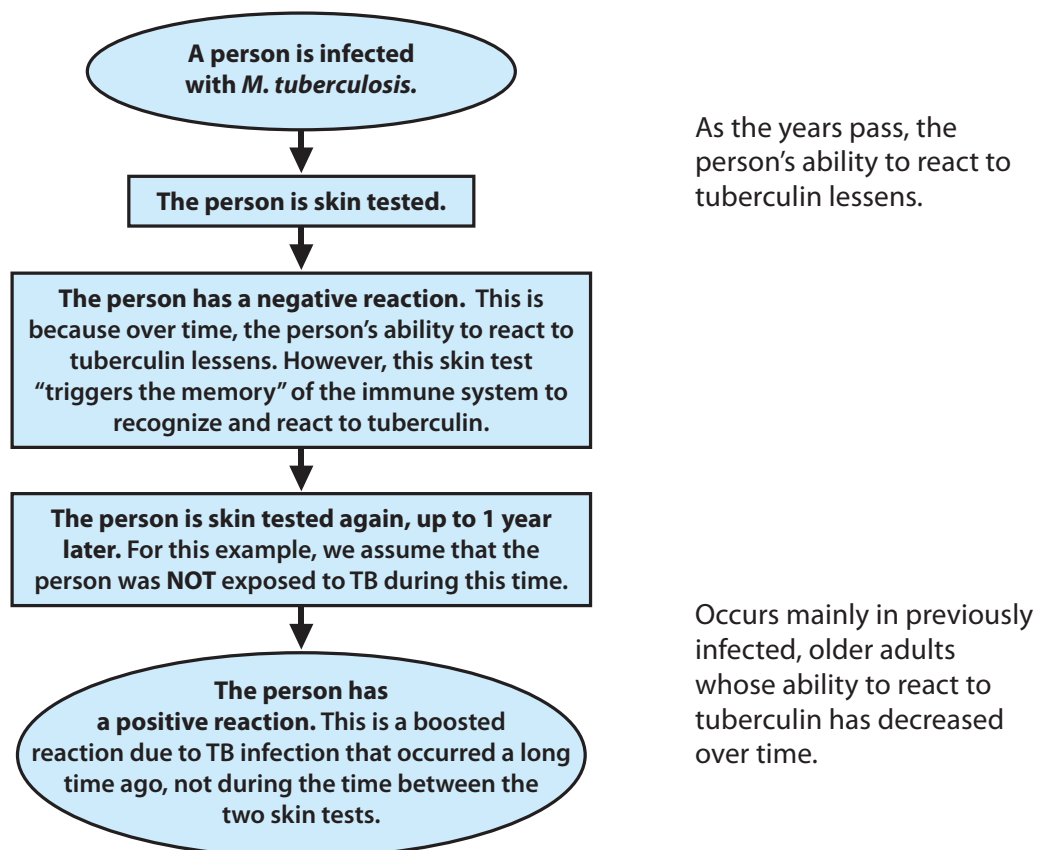 A person is infected
with M. tuberculosis.
As the years pass, the
person’s ability to react to
tuberculin lessens.
The person is skin tested.
The person has a negative reaction. This is
because over time, the person’s ability to react to
tuberculin lessens. However, this skin test
“triggers the memory” of the immune system to
recognize and react to tuberculin.
The person is skin tested again, up to 1 year
later. For this example, we assume that the
person was NOT exposed to TB during this time.
Occurs mainly in previously
infected, older adults
whose ability to react to
tuberculin has decreased
over time.
The person has
a positive reaction. This is a boosted
reaction due to TB infection that occurred a long
time ago, not during the time between the
two skin tests.